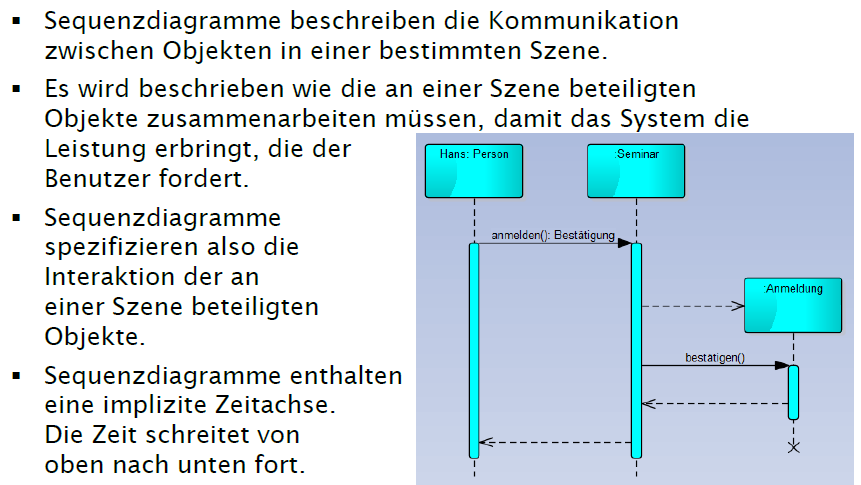 ▪ Sequenzdiagramme beschreiben die Kommunikation
zwischen Objekten in einer bestimmten Szene.
▪ Es wird beschrieben wie die an einer Szene beteiligten
Objekte zusammenarbeiten müssen, damit das System die
Leistung erbringt, die der
Benutzer fordert.
▪ Sequenzdiagramme
spezifizieren also die
Interaktion der an
einer Szene beteiligten
Objekte.
▪ Sequenzdiagramme enthalten
eine implizite Zeitachse.
Die Zeit schreitet von
oben nach unten fort.
Hans: Person
:Seminar
anmelden(): Bestätigung
:Anmeldung
bestätigen()